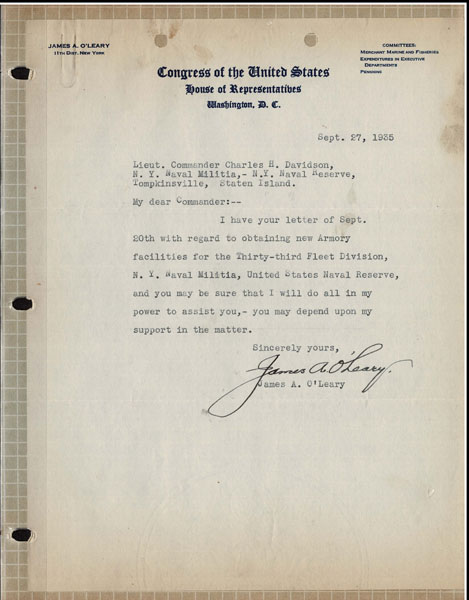 JAMES A. O'LEARY
11TH DIST. NEW YORK
COMMITTEES:
MERCHANT MARINE AND FISHERIES
EXPENDITURES IN EXECUTIVE
DEPARTMENTS
PENSIONS
Congress of the United States
House of Representatives
Washington, D. C.
Sept. 27, 1935
Lieut. Commander Charles H. Davidson,
N. Y. Naval Militia,- N.Y. Naval Reserve,
Tompkinsville, Staten Island.
My dear Commander:--
I have your letter of Sept.
20th with regard to obtaining new Armory
facilities for the Thirty-third Fleet Division,
N. Y. Naval Militia, United States Naval Reserve,
and you may be sure that I will do all in my
power to assist you,- you may depend upon my
support in the matter.
Sincerely yours,
James A. O'Leary.
James A. O'Leary